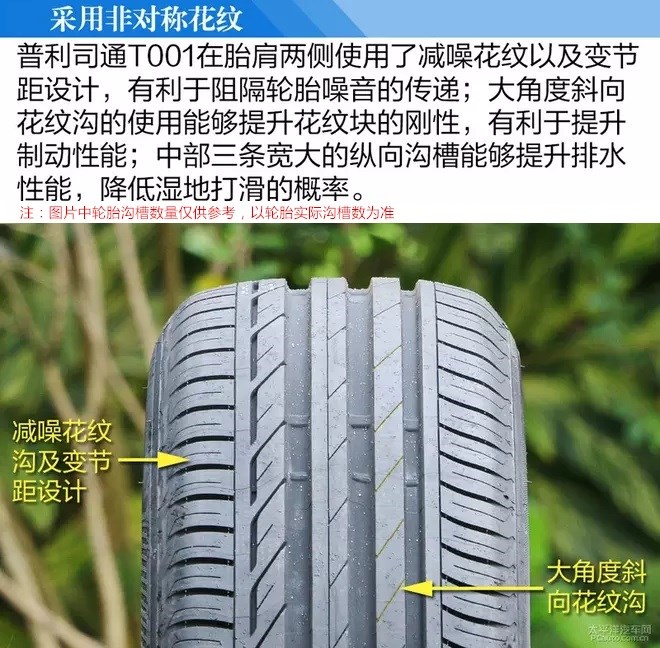 采用非对称花纹
普利司通T001在胎肩两侧使用了减噪花纹以及变节
距设计，有利于阻隔轮胎噪音的传递；大角度斜向
花纹沟的使用能够提升花纹块的刚性，有利于提升
制动性能；中部三条宽大的纵向沟槽能够提升排水
性能，降低湿地打滑的概率。
注：图片中轮胎沟槽数量仅供参考，以轮胎实际沟槽数为准
减噪花纹
沟及变节
距设计
大角度斜
向花纹沟
太平洋汽车网
PCauto.com.cn